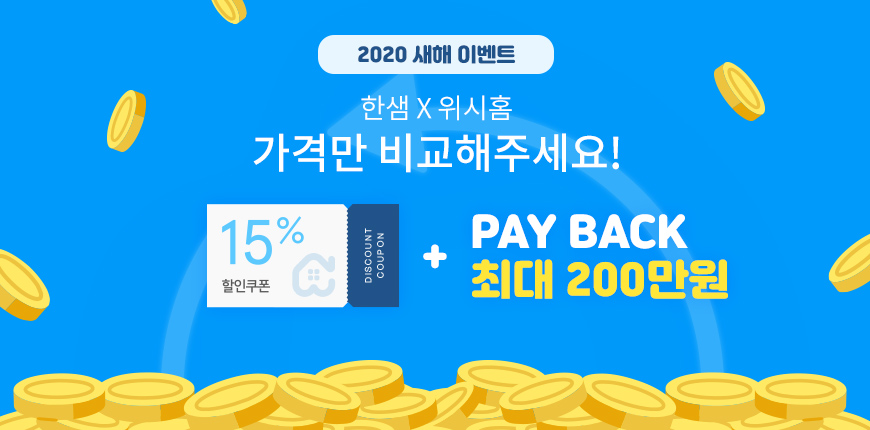 2020 새해 이벤트
한샘 X 위시홈
가격만 비교해주세요!
15%
할인쿠폰
DISCOUNT
COUPON
+
PAY BACK
최대 200만원